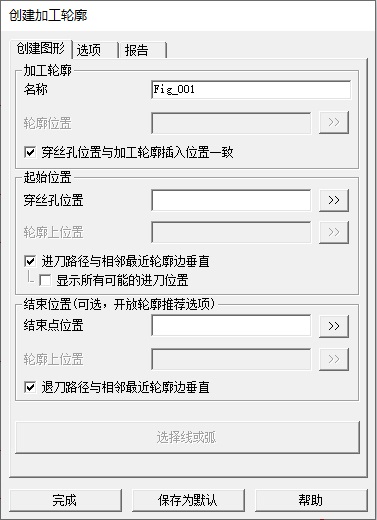 创建加工轮廓
创建图形 选项 报告
加工轮廓
名称 Fig_001
轮廓位置 >>
穿丝孔位置与加工轮廓插入位置一致
起始位置
穿丝孔位置 >>
轮廓上位置 >>
进刀路径与相邻最近轮廓边垂直
显示所有可能的进刀位置
结束位置(可选，开放轮廓推荐选项)
结束点位置 >>
轮廓上位置 >>
退刀路径与相邻最近轮廓边垂直
选择线或弧
完成 保存为默认 帮助